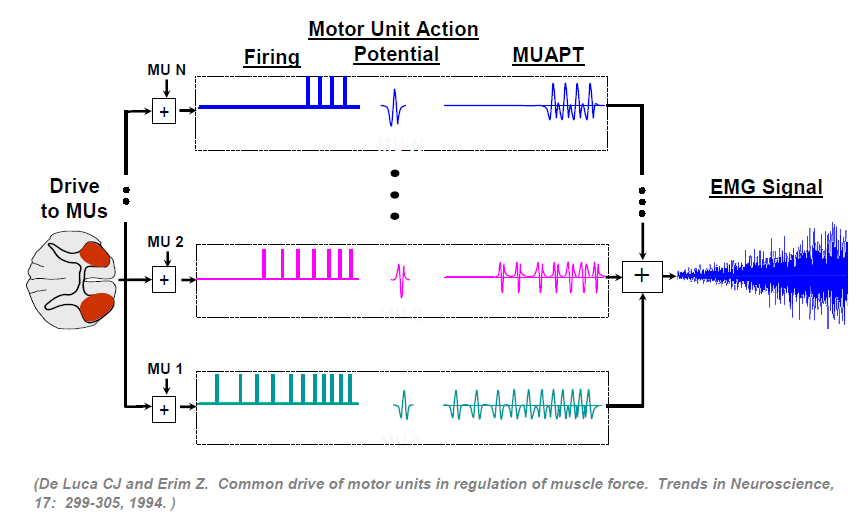 Motor Unit Action
Firing
Potential
MUAPT
MU N
+
Drive
to MUs
EMG Signal
MU 2
+
+
MU 1
+
(De Luca CJ and Erim Z. Common drive of motor units in regulation of muscle force. Trends in Neuroscience,
17: 299-305, 1994. )